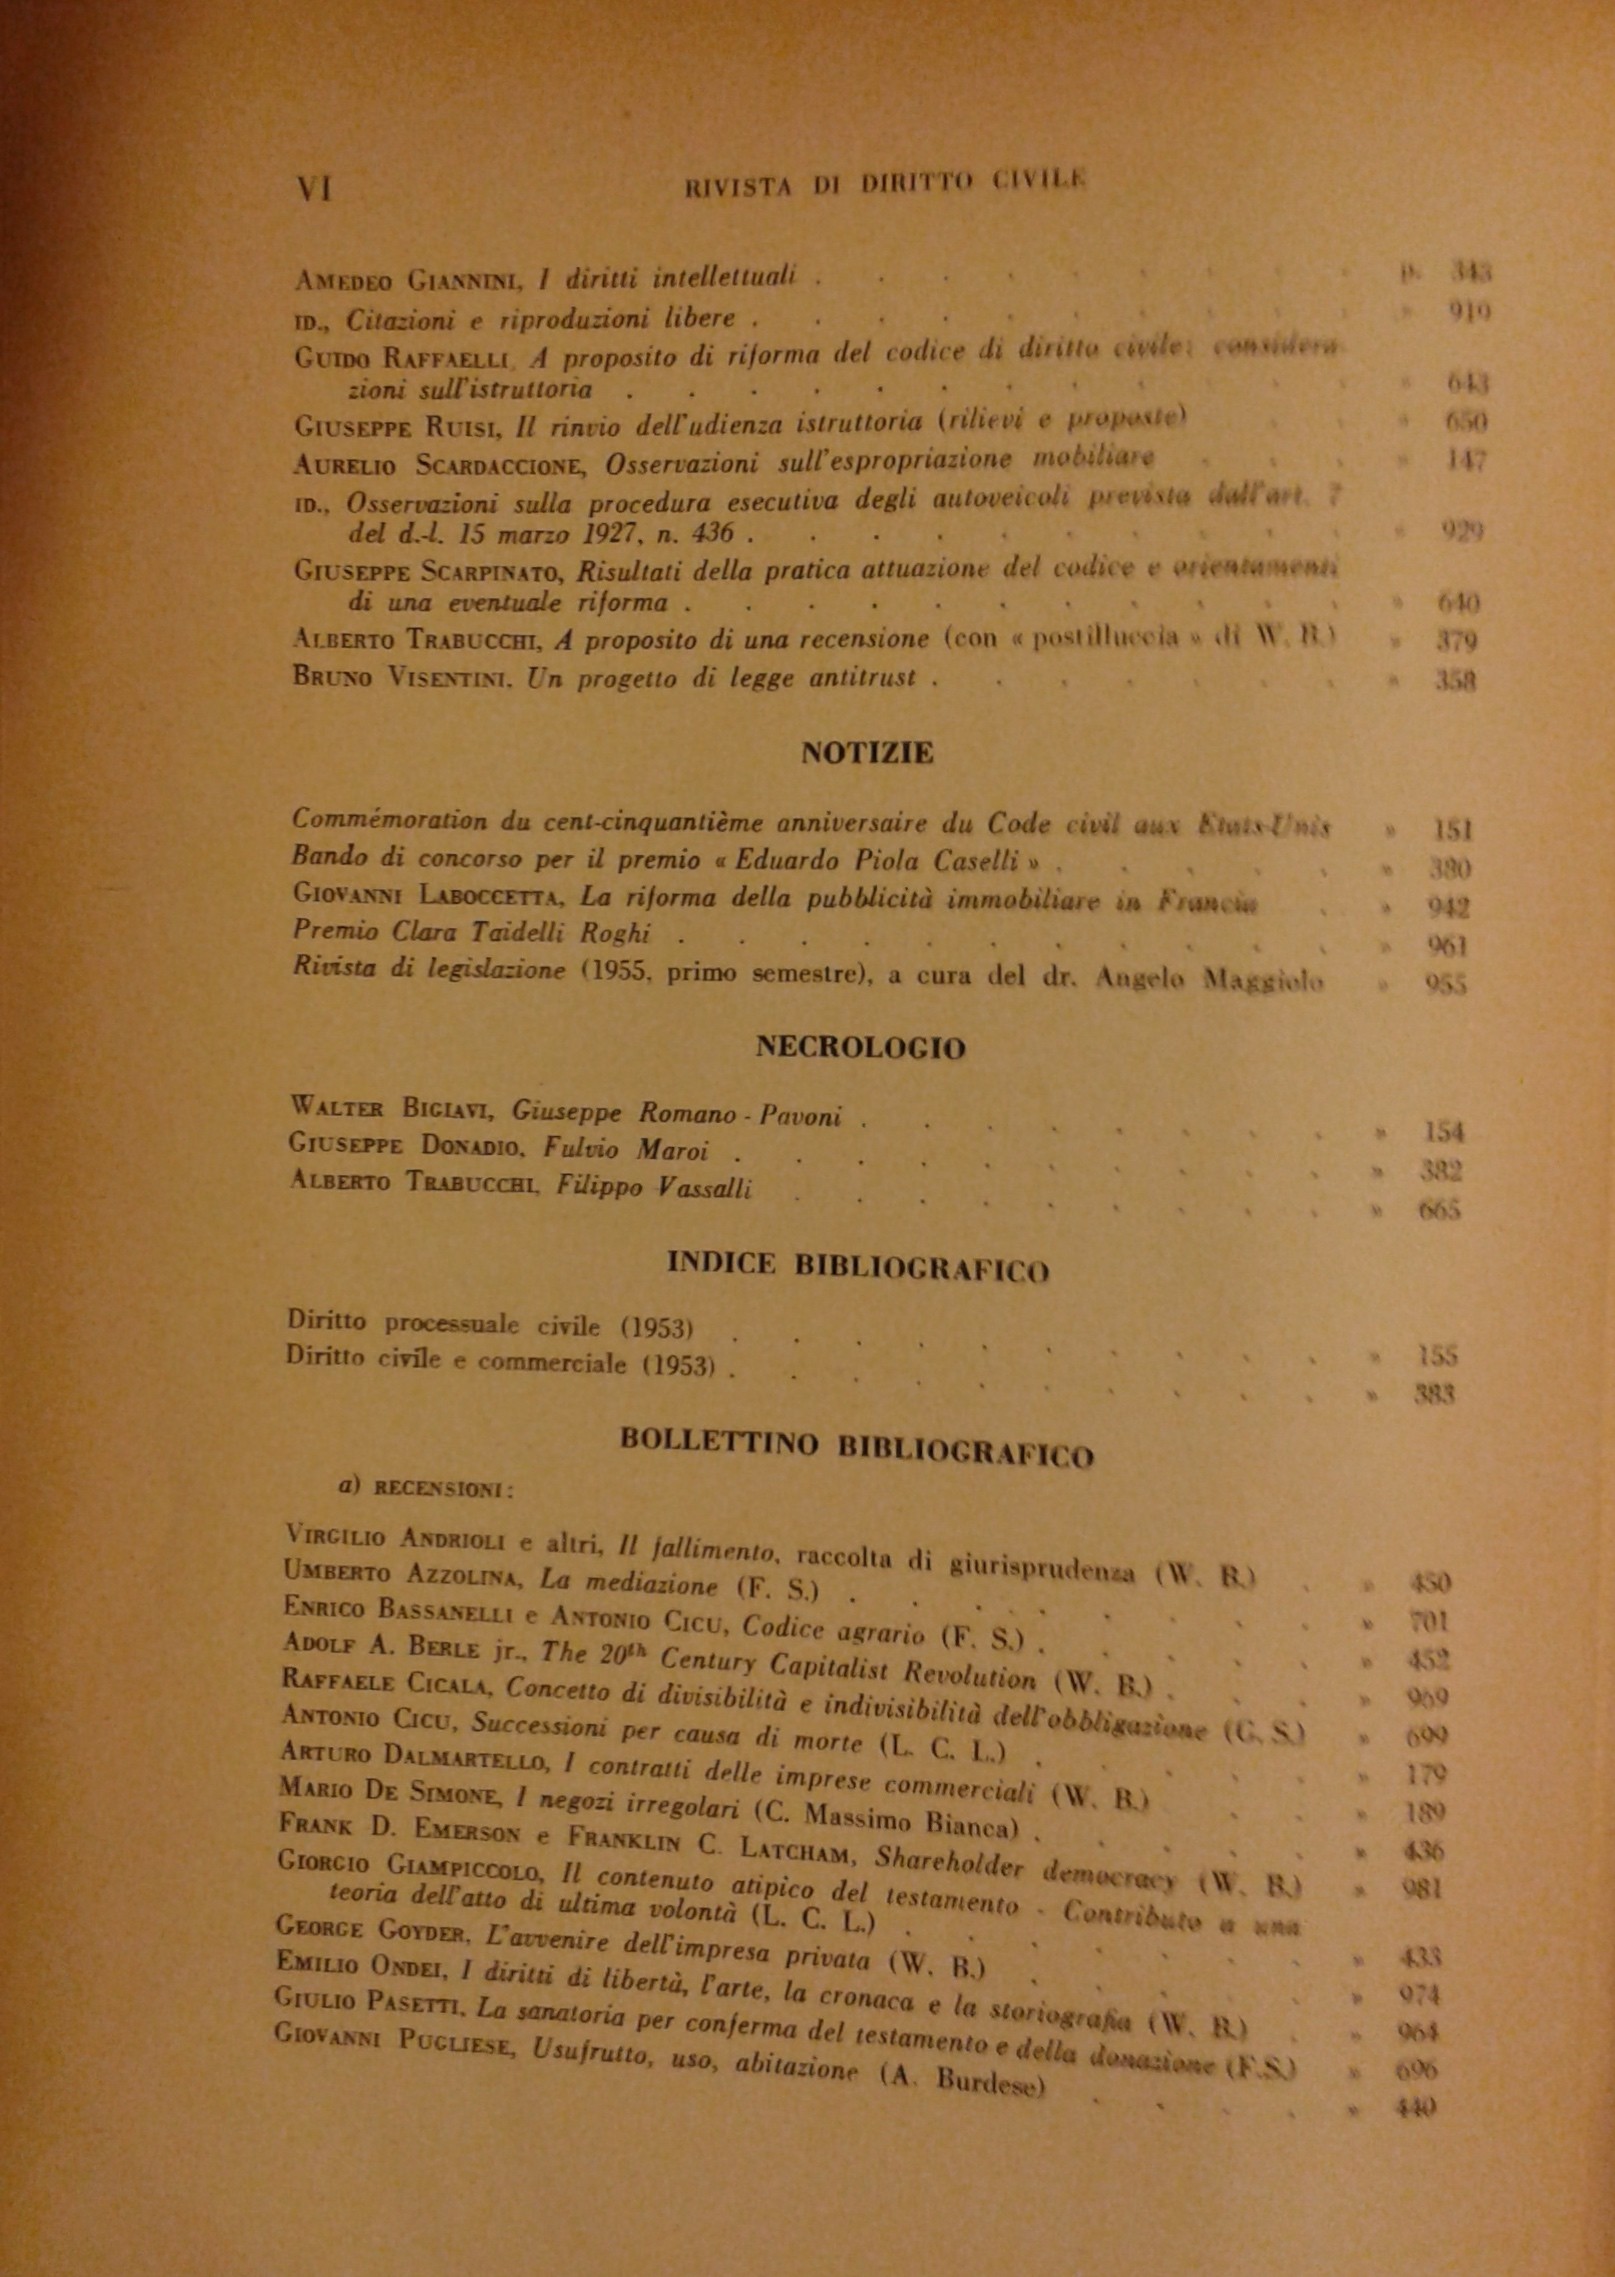 VI RIVISTA DI DIRITTO CIVILE
AMEDEO GIANNINI, I diritti intellettuali . . . . . . . . . . p. 343
ID., Citazioni e riproduzioni libere . . . . . . . . . . » 919
GUIDO RAFFAELLI, A proposito di riforma del codice di diritto civile: considera-
zioni sull'istruttoria . . . . . . . . . . . . » 643
GIUSEPPE RUISI, Il rinvio dell'udienza istruttoria (rilievi e proposte) » 650
AURELIO SCARDACCIONE, Osservazioni sull'espropriazione mobiliare . . . » 147
ID., Osservazioni sulla procedura esecutiva degli autoveicoli prevista dall'art. 7
del d.-l. 15 marzo 1927, n. 436 . . . . . . . . . . » 929
GIUSEPPE SCARPINATO, Risultati della pratica attuazione del codice e orientamenti
di una eventuale riforma . . . . . . . . . . . » 640
ALBERTO TRABUCCHI, A proposito di una recensione (con « postilluccia » di W. B.) » 379
BRUNO VISENTINI, Un progetto di legge antitrust . . . . . . . » 358
NOTIZIE
Commémoration du cent-cinquantième anniversaire du Code civil aux Etats-Unis » 151
Bando di concorso per il premio « Eduardo Piola Caselli » . . . . . » 380
GIOVANNI LABOCCETTA, La riforma della pubblicità immobiliare in Francia . » 942
Premio Clara Taidelli Roghi . . . . . . . . . . . » 961
Rivista di legislazione (1955, primo semestre), a cura del dr. Angelo Maggiolo » 955
NECROLOGIO
WALTER BIGIAVI, Giuseppe Romano - Pavoni . . . . . . . . » 154
GIUSEPPE DONADIO, Fulvio Maroi . . . . . . . . . . » 382
ALBERTO TRABUCCHI, Filippo Vassalli . . . . . . . . . » 665
INDICE BIBLIOGRAFICO
Diritto processuale civile (1953) . . . . . . . . . . » 155
Diritto civile e commerciale (1953) . . . . . . . . . . » 383
BOLLETTINO BIBLIOGRAFICO
a) RECENSIONI:
VIRGILIO ANDRIOLI e altri, Il fallimento, raccolta di giurisprudenza (W. B.) . » 450
UMBERTO AZZOLINA, La mediazione (F. S.) . . . . . . . . » 701
ENRICO BASSANELLI e ANTONIO CICU, Codice agrario (F. S.) . . . . . » 452
ADOLF A. BERLE jr., The 20th Century Capitalist Revolution (W. B.) . . . » 969
RAFFAELE CICALA, Concetto di divisibilità e indivisibilità dell'obbligazione (G. S.) » 699
ANTONIO CICU, Successioni per causa di morte (L. C. L.) . . . . . » 179
ARTURO DALMARTELLO, I contratti delle imprese commerciali (W. B.) . . » 189
MARIO DE SIMONE, I negozi irregolari (C. Massimo Bianca) . . . . . » 436
FRANK D. EMERSON e FRANKLIN C. LATCHAM, Shareholder democracy (W. B.) » 981
GIORGIO GIAMPICCOLO, Il contenuto atipico del testamento - Contributo a una
teoria dell'atto di ultima volontà (L. C. L.) . . . . . . . » 433
GEORGE GOYDER, L'avvenire dell'impresa privata (W. B.) . . . . . » 974
EMILIO ONDEI, I diritti di libertà, l'arte, la cronaca e la storiografia (W. B.) . » 964
GIULIO PASETTI, La sanatoria per conferma del testamento e della donazione (F.S.) » 696
GIOVANNI PUGLIESE, Usufrutto, uso, abitazione (A. Burdese) . . . . » 440